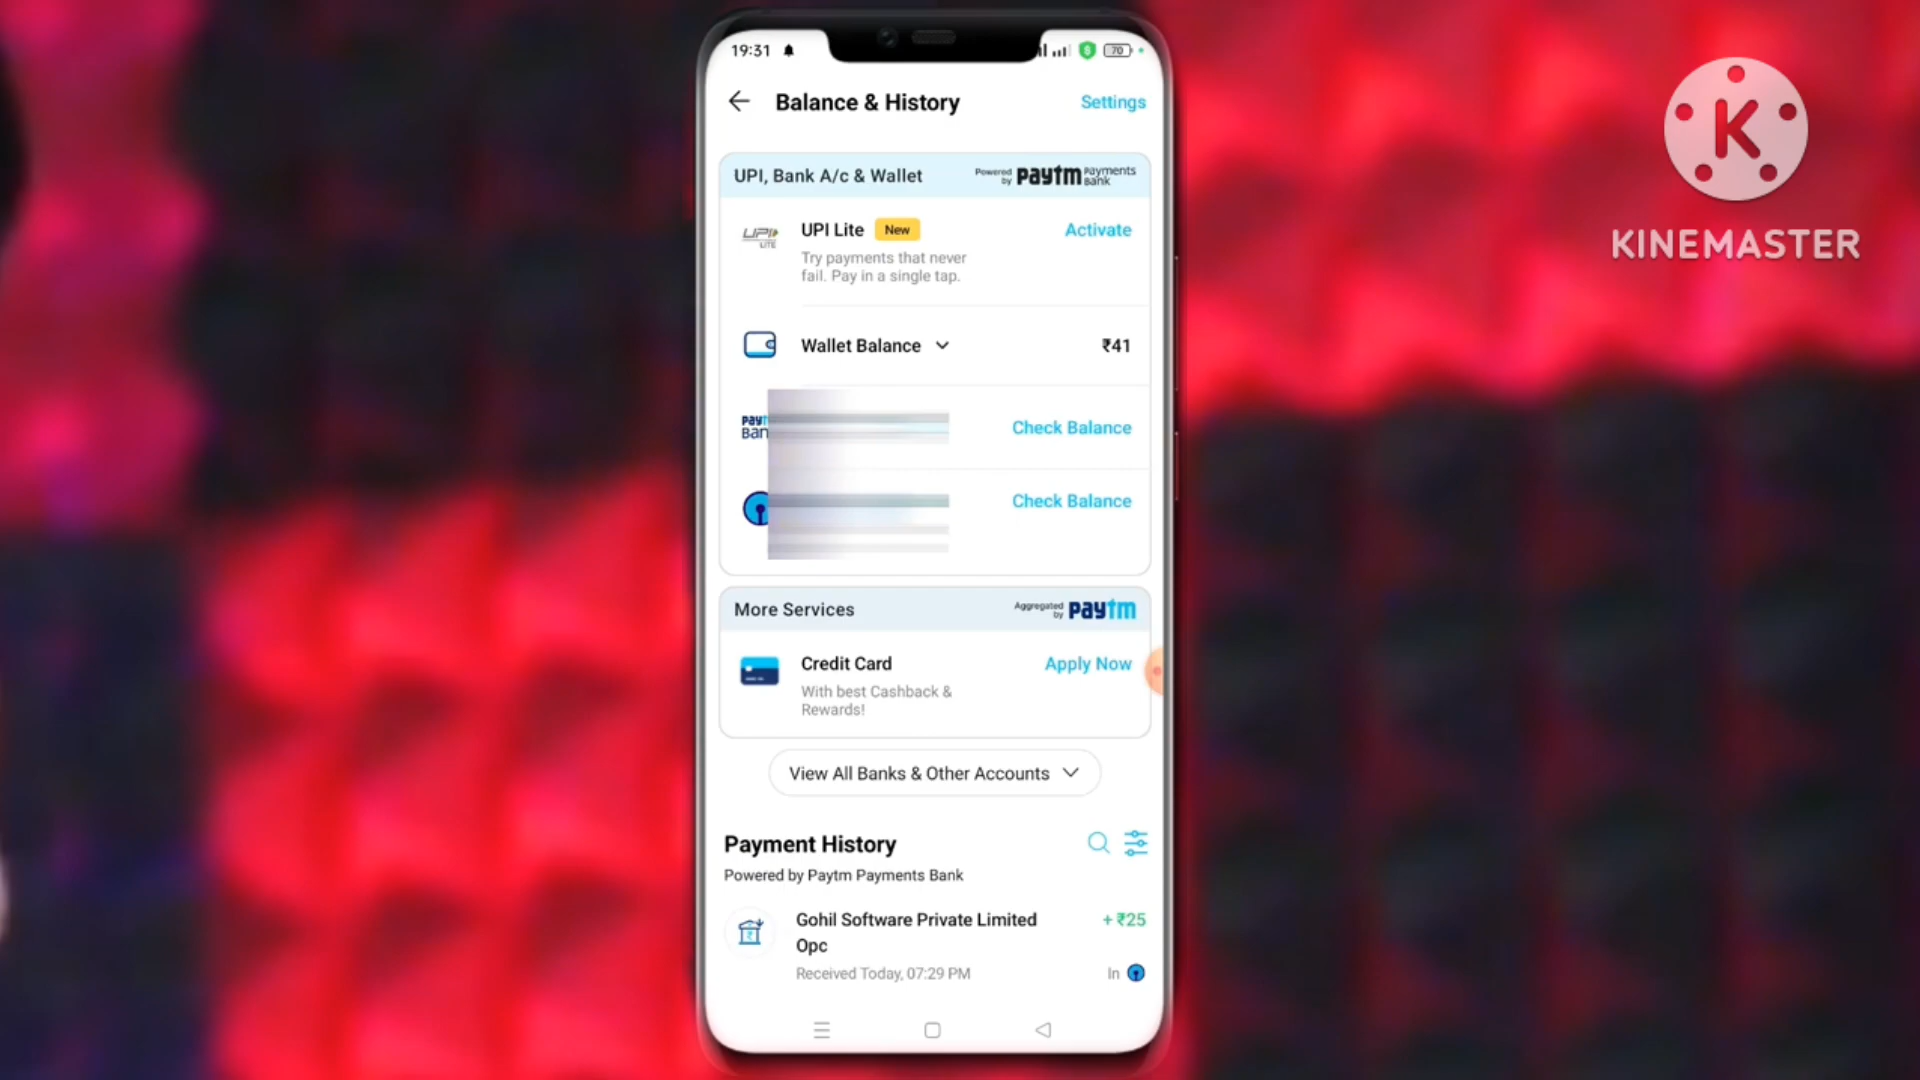 19:31
70
Balance & History
Settings
UPI, Bank A/c & Wallet
Powered by paytm payments bank
UPI LITE
UPI Lite New
Activate
Try payments that never
fail. Pay in a single tap.
Wallet Balance
₹41
Check Balance
Check Balance
More Services
Aggregated by paytm
Credit Card
Apply Now
With best Cashback &
Rewards!
View All Banks & Other Accounts
Payment History
Powered by Paytm Payments Bank
Gohil Software Private Limited
Opc
+ ₹25
Received Today, 07:29 PM
In
K
KINEMASTER